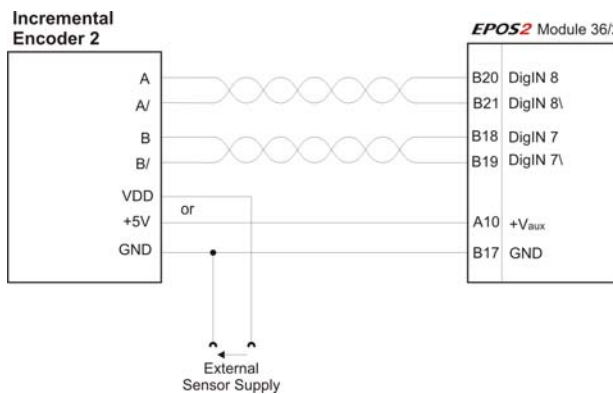 Incremental
Encoder 2
EPOS2 Module 36/
A
B20 DigIN 8
A/
B21 DigIN 8\
B
B18 DigIN 7
B/
B19 DigIN 7\
VDD
or
+5V
A10 +Vaux
GND
B17 GND
External
Sensor Supply